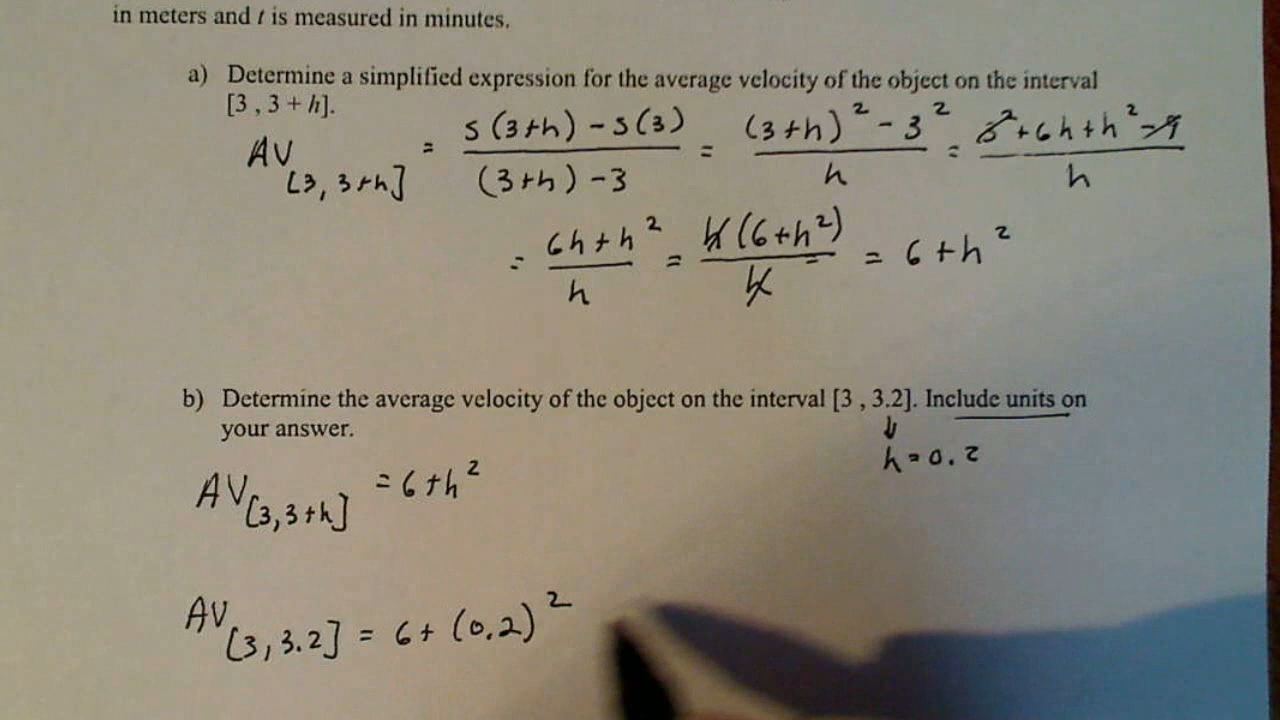 in meters and t is measured in minutes.
a) Determine a simplified expression for the average velocity of the object on the interval
[3 , 3 + h].
AV[3, 3+h] = s(3+h) - s(3) / (3+h) - 3 = (3+h)² - 3² / h = 3²+6h+h²-9 / h
= 6h+h² / h = h(6+h²) / h = 6+h²
b) Determine the average velocity of the object on the interval [3 , 3.2]. Include units on
your answer.
↓
h=0.2
AV[3,3+h] = 6+h²
AV[3,3.2] = 6+ (0.2)²